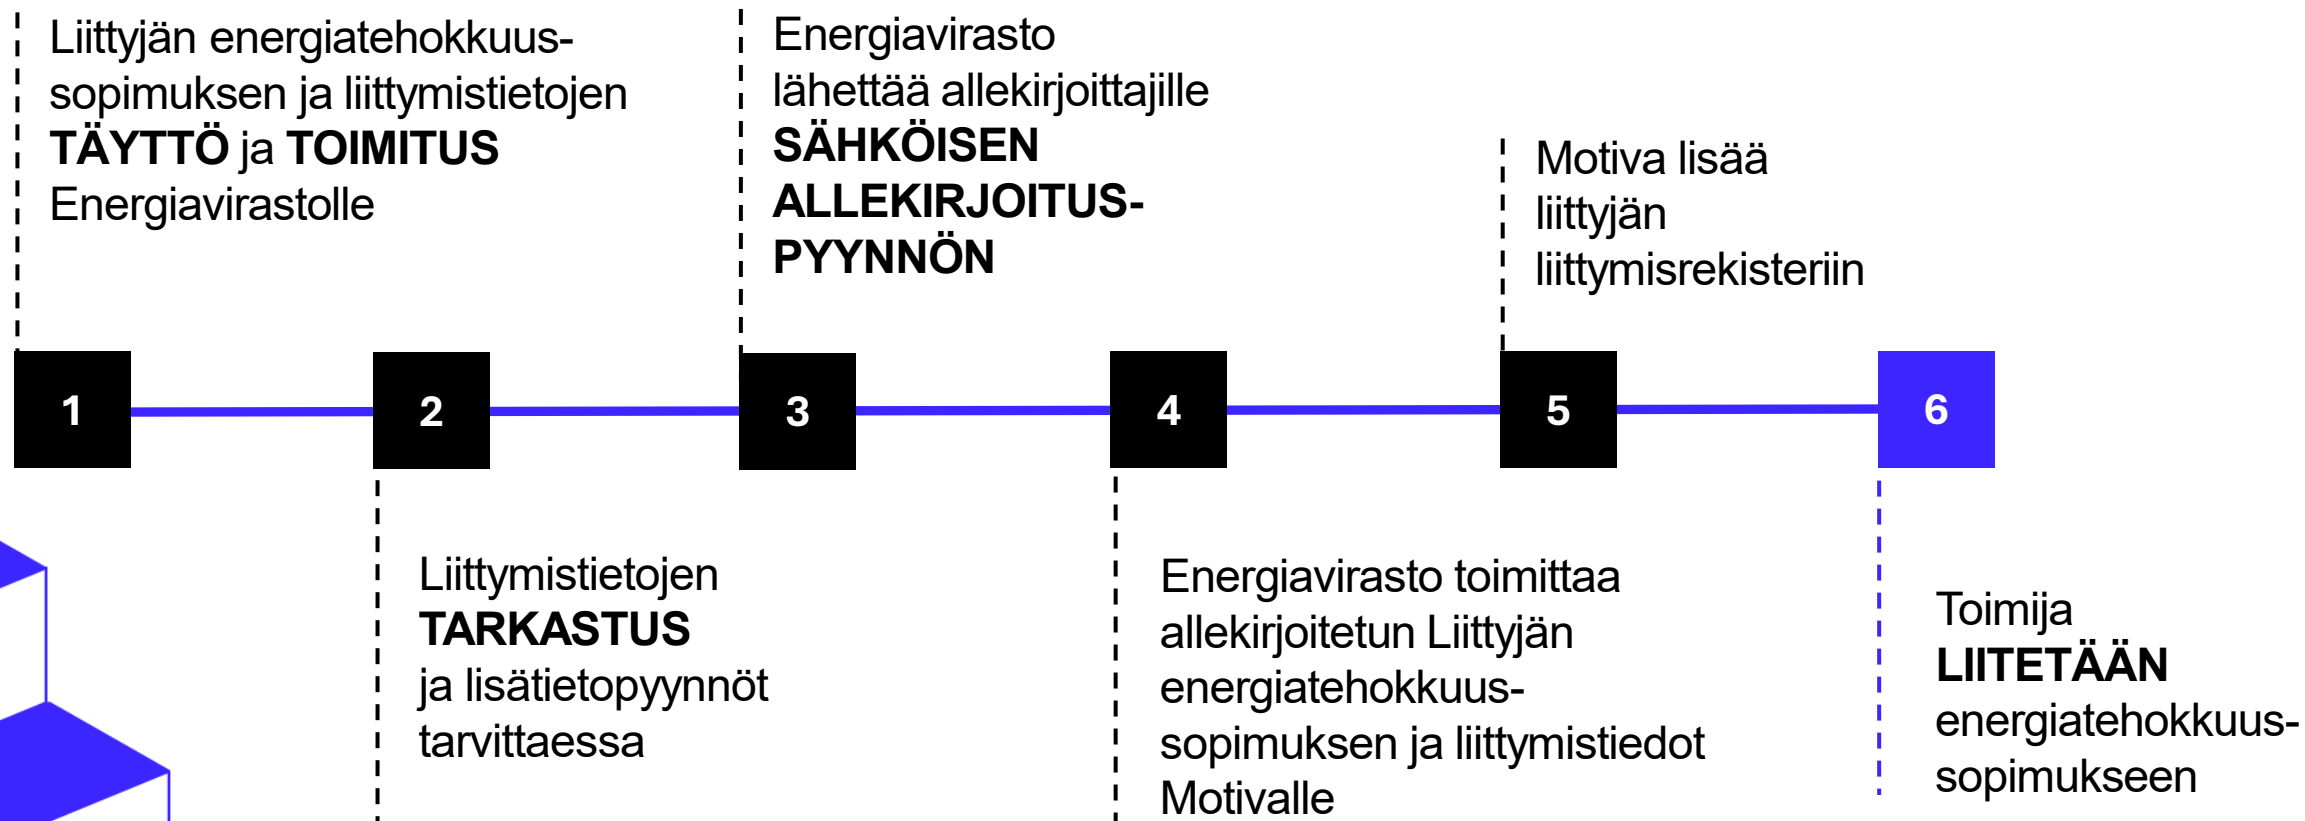 Liittyjän energiatehokkuus-
sopimuksen ja liittymistietojen
TÄYTTÖ ja TOIMITUS
Energiavirastolle
Energiavirasto
lähettää allekirjoittajille
SÄHKÖISEN
ALLEKIRJOITUS-
PYYNNÖN
Motiva lisää
liittyjän
liittymisrekisteriin
1
2
3
4
5
6
Liittymistietojen
TARKASTUS
ja lisätietopyynnöt
tarvittaessa
Energiavirasto toimittaa
allekirjoitetun Liittyjän
energiatehokkuus-
sopimuksen ja liittymistiedot
Motivalle
Toimija
LIITETÄÄN
energiatehokkuus-
sopimukseen